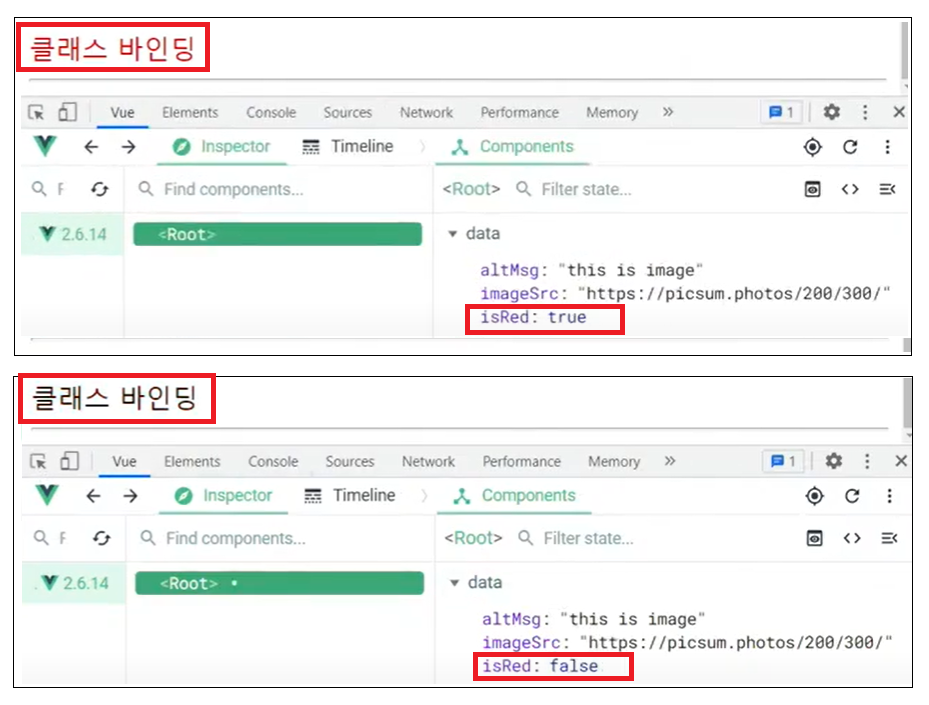 클래스 바인딩
Vue Elements Console Sources Network Performance Memory » 1
Inspector Timeline Components
F Find components... <Root> Filter state...
2.6.14 <Root> data
altMsg: "this is image"
imageSrc: "https://picsum.photos/200/300/"
isRed: true
클래스 바인딩
Vue Elements Console Sources Network Performance Memory » 1
Inspector Timeline Components
F Find components... <Root> Filter state...
2.6.14 <Root> • data
altMsg: "this is image"
imageSrc: "https://picsum.photos/200/300/"
isRed: false